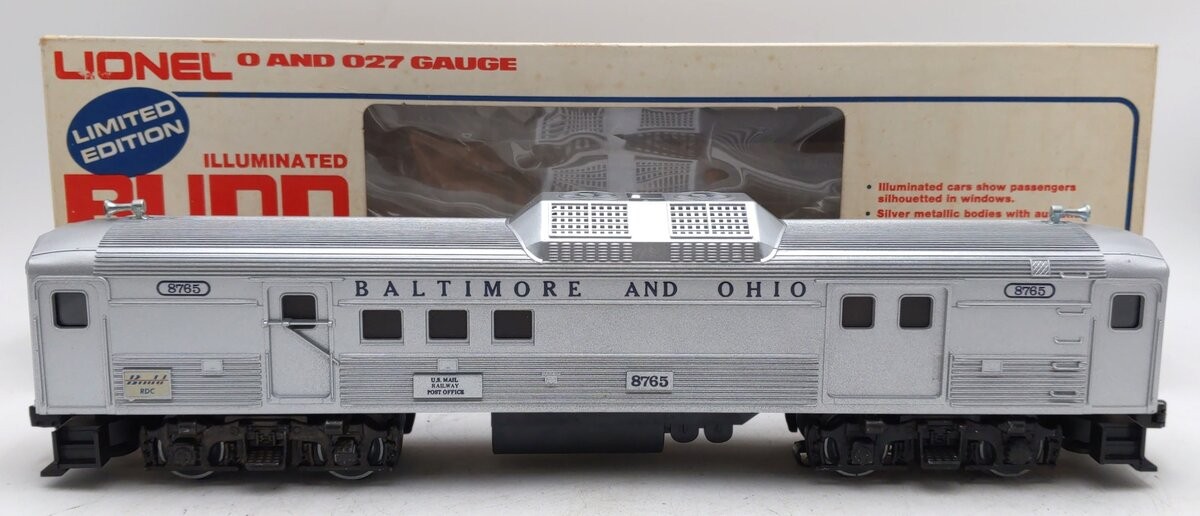 LIONEL O AND O27 GAUGE
LIMITED
EDITION
ILLUMINATED
BUDD
• Illuminated cars show passengers
silhouetted in windows.
• Silver metallic bodies with
8765
BALTIMORE AND OHIO
8765
Budd
RDC
U.S. MAIL
RAILWAY
POST OFFICE
8765